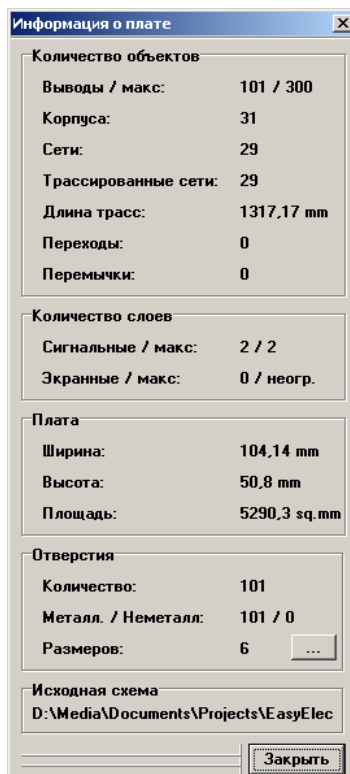 Информация о плате
Количество объектов
Выводы / макс: 101 / 300
Корпуса: 31
Сети: 29
Трассированные сети: 29
Длина трасс: 1317,17 mm
Переходы: 0
Перемычки: 0
Количество слоев
Сигнальные / макс: 2 / 2
Экранные / макс: 0 / неогр.
Плата
Ширина: 104,14 mm
Высота: 50,8 mm
Площадь: 5290,3 sq.mm
Отверстия
Количество: 101
Металл. / Неметалл: 101 / 0
Размеров: 6 ...
Исходная схема
D:\Media\Documents\Projects\EasyElec
Закрыть